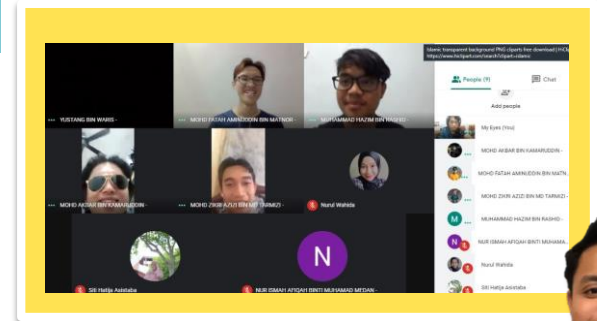 Islamic transparent background PNG cliparts free download | HiClip
https://www.hiclipart.com/search?clipart=islamic
People (9)
Chat
Add people
My Eyes (You)
MOHD AKBAR BIN KAMARUDDIN -
MOHD FATAH AMINUDDIN BIN MATN...
MOHD ZIKRI AZIZI BIN MD TARMIZI -
MUHAMMAD HAZIM BIN RASHID -
NUR ISMAH AFIQAH BINTI MUHAMA...
Nurul Wahida
Siti Hatija Asistaba
YUSTANG BIN WARIS -
MOHD FATAH AMINUDDIN BIN MATNOR -
MUHAMMAD HAZIM BIN RASHID -
MOHD AKBAR BIN KAMARUDDIN -
MOHD ZIKRI AZIZI BIN MD TARMIZI -
Nurul Wahida
Siti Hatija Asistaba
N
NUR ISMAH AFIQAH BINTI MUHAMAD MEDAN -
M
N